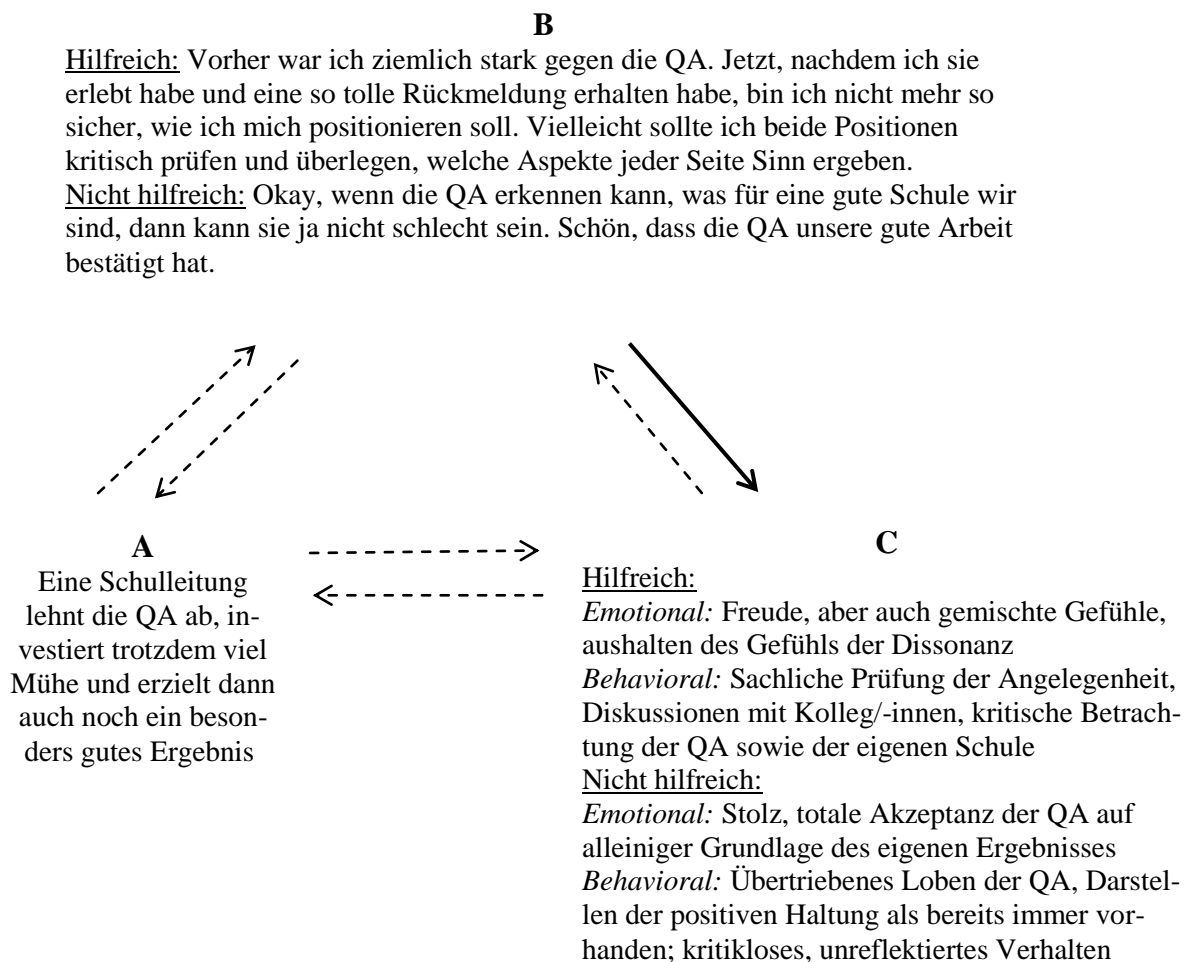 B
Hilfreich: Vorher war ich ziemlich stark gegen die QA. Jetzt, nachdem ich sie
erlebt habe und eine so tolle Rückmeldung erhalten habe, bin ich nicht mehr so
sicher, wie ich mich positionieren soll. Vielleicht sollte ich beide Positionen
kritisch prüfen und überlegen, welche Aspekte jeder Seite Sinn ergeben.
Nicht hilfreich: Okay, wenn die QA erkennen kann, was für eine gute Schule wir
sind, dann kann sie ja nicht schlecht sein. Schön, dass die QA unsere gute Arbeit
bestätigt hat.
A
Eine Schulleitung
lehnt die QA ab, in-
vestiert trotzdem viel
Mühe und erzielt dann
auch noch ein beson-
ders gutes Ergebnis
C
Hilfreich:
Emotional: Freude, aber auch gemischte Gefühle,
aushalten des Gefühls der Dissonanz
Behavioral: Sachliche Prüfung der Angelegenheit,
Diskussionen mit Kolleg/-innen, kritische Betrach-
tung der QA sowie der eigenen Schule
Nicht hilfreich:
Emotional: Stolz, totale Akzeptanz der QA auf
alleiniger Grundlage des eigenen Ergebnisses
Behavioral: Übertriebenes Loben der QA, Darstel-
len der positiven Haltung als bereits immer vor-
handen; kritikloses, unreflektiertes Verhalten